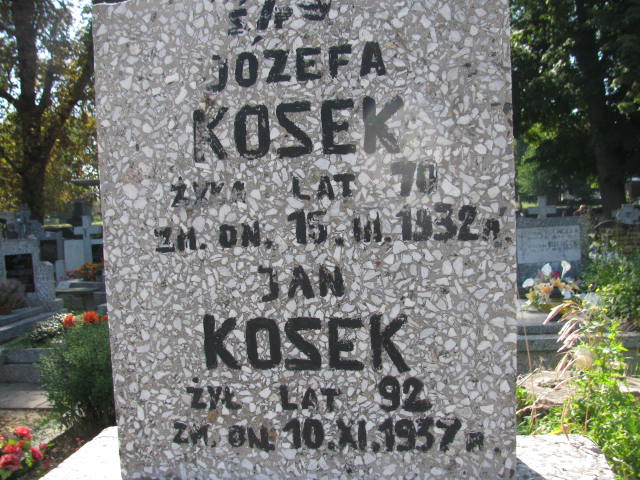 Ś.P.
JÓZEFA
KOSEK
ŻYŁA LAT 70
ZM. DN. 15.III.1932 R.
JAN
KOSEK
ŻYŁ LAT 92
ZM. DN. 10.XI.1937 R